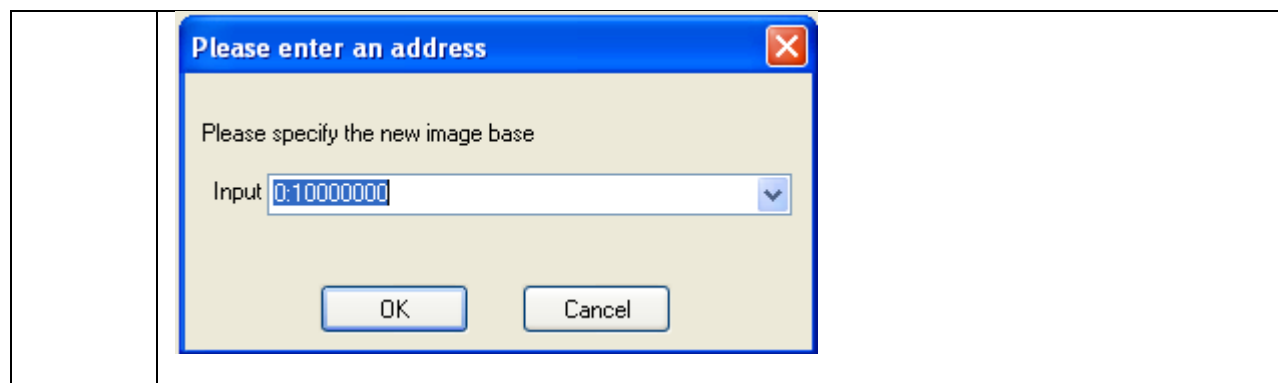 Please enter an address
Please specify the new image base
Input 0:10000000
OK Cancel